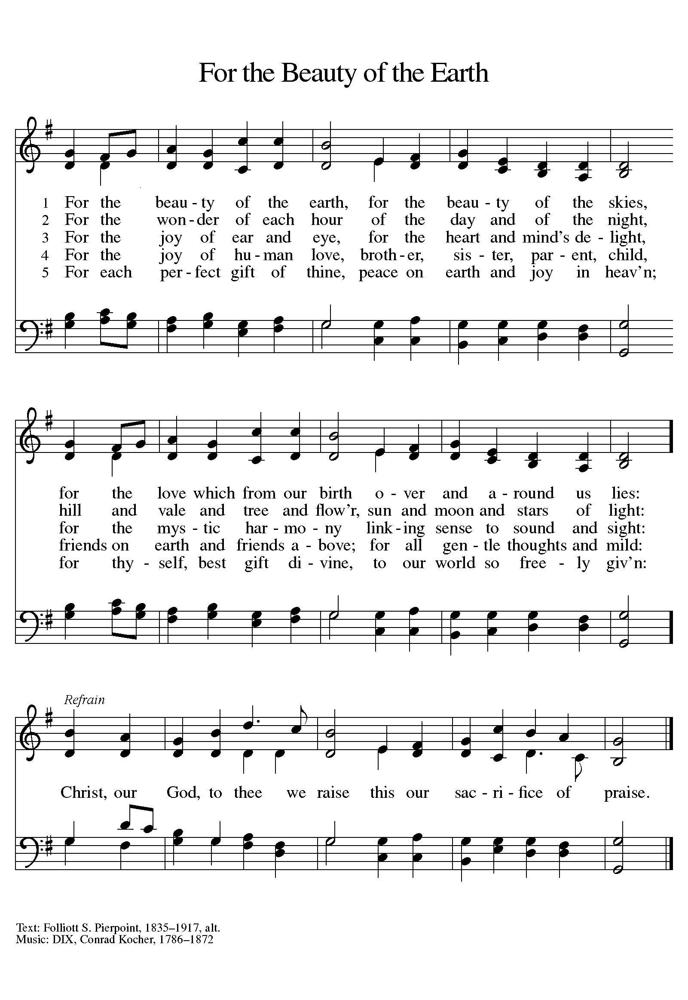 For the Beauty of the Earth
1 For the beau - ty of the earth, for the beau - ty of the skies,
2 For the won - der of each hour of the day and of the night,
3 For the joy of ear and eye, for the heart and mind's de - light,
4 For the joy of hu - man love, broth - er, sis - ter, par - ent, child,
5 For each per - fect gift of thine, peace on earth and joy in heav'n;
for the love which from our birth o - ver and a - round us lies:
hill and vale and tree and flow'r, sun and moon and stars of light:
for the mys - tic har - mo - ny link - ing sense to sound and sight:
friends on earth and friends a - bove; for all gen - tle thoughts and mild:
for thy - self, best gift di - vine, to our world so free - ly giv'n:
Refrain
Christ, our God, to thee we raise this our sac - ri - fice of praise.
Text: Folliott S. Pierpoint, 1835–1917, alt.
Music: DIX, Conrad Kocher, 1786–1872